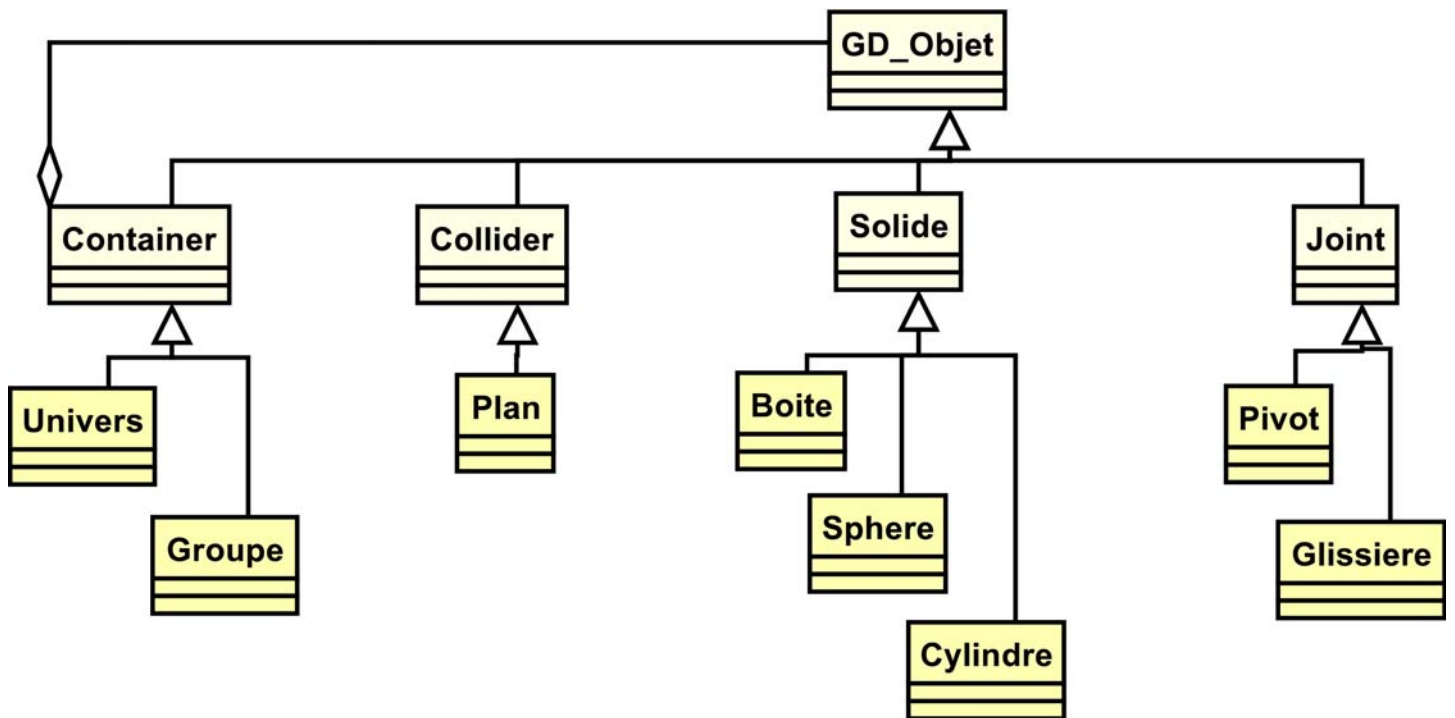 GD_Objet
Container
Collider
Solide
Joint
Univers
Plan
Boite
Pivot
Groupe
Sphere
Glissiere
Cylindre